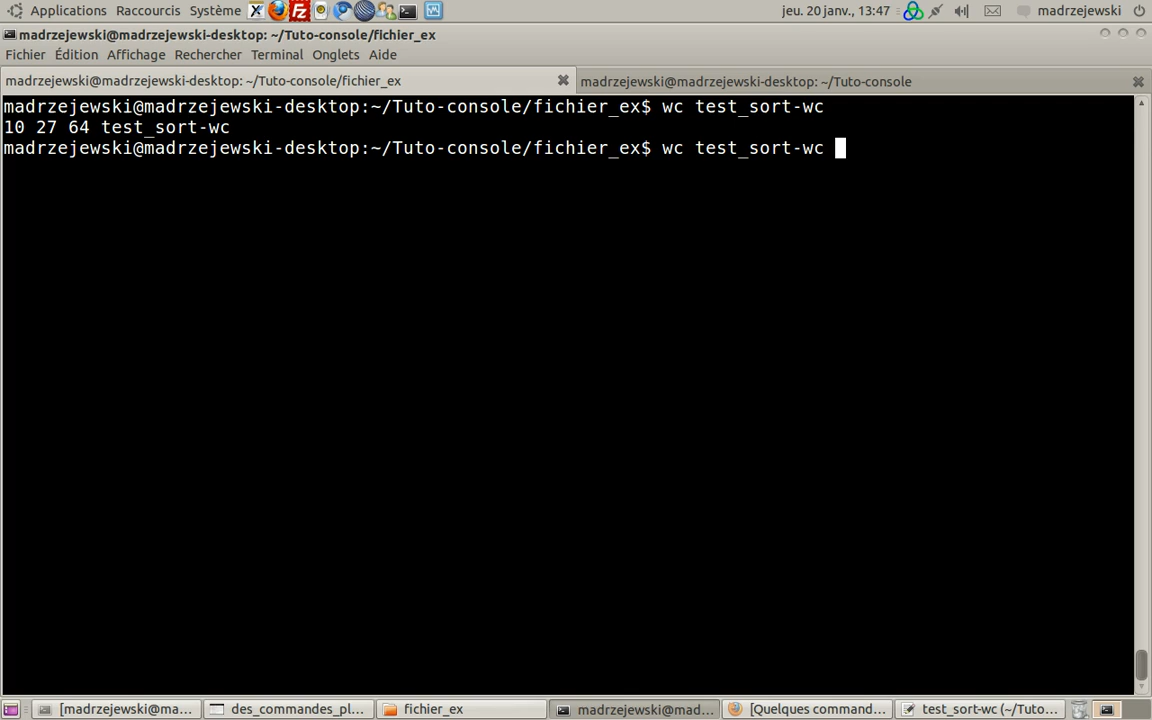 Applications Raccourcis Système jeu. 20 janv., 13:47 madrzejewski
madrzejewski@madrzejewski-desktop: ~/Tuto-console/fichier_ex
Fichier Édition Affichage Rechercher Terminal Onglets Aide
madrzejewski@madrzejewski-desktop: ~/Tuto-console/fichier_ex madrzejewski@madrzejewski-desktop: ~/Tuto-console
madrzejewski@madrzejewski-desktop:~/Tuto-console/fichier_ex$ wc test_sort-wc
10 27 64 test_sort-wc
madrzejewski@madrzejewski-desktop:~/Tuto-console/fichier_ex$ wc test_sort-wc
[madrzejewski@ma... des_commandes_pl... fichier_ex madrzejewski@mad... [Quelques command... test_sort-wc (~/Tuto...